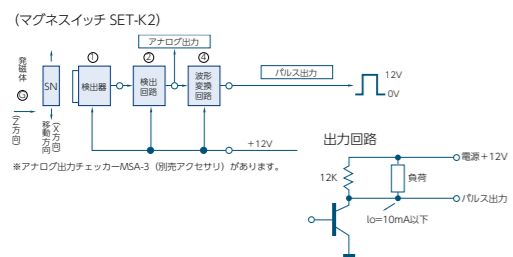 (マグネスイッチ SET-K2)
アナログ出力
①
②
④
発磁体
G
SN
検出器
検出
回路
波形
変換
回路
パルス出力
12V
0V
(Z方向)
移動方向
(X方向)
+12V
※アナログ出力チェッカーMSA-3(別売アクセサリ)があります。
出力回路
電源+12V
12K
負荷
パルス出力
Io=10mA以下